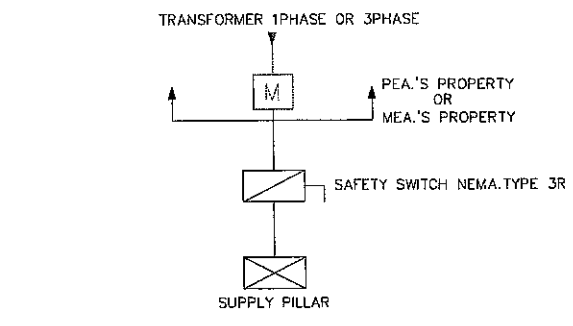 TRANSFORMER 1PHASE OR 3PHASE
M
PEA.'S PROPERTY
OR
MEA.'S PROPERTY
SAFETY SWITCH NEMA.TYPE 3R
SUPPLY PILLAR